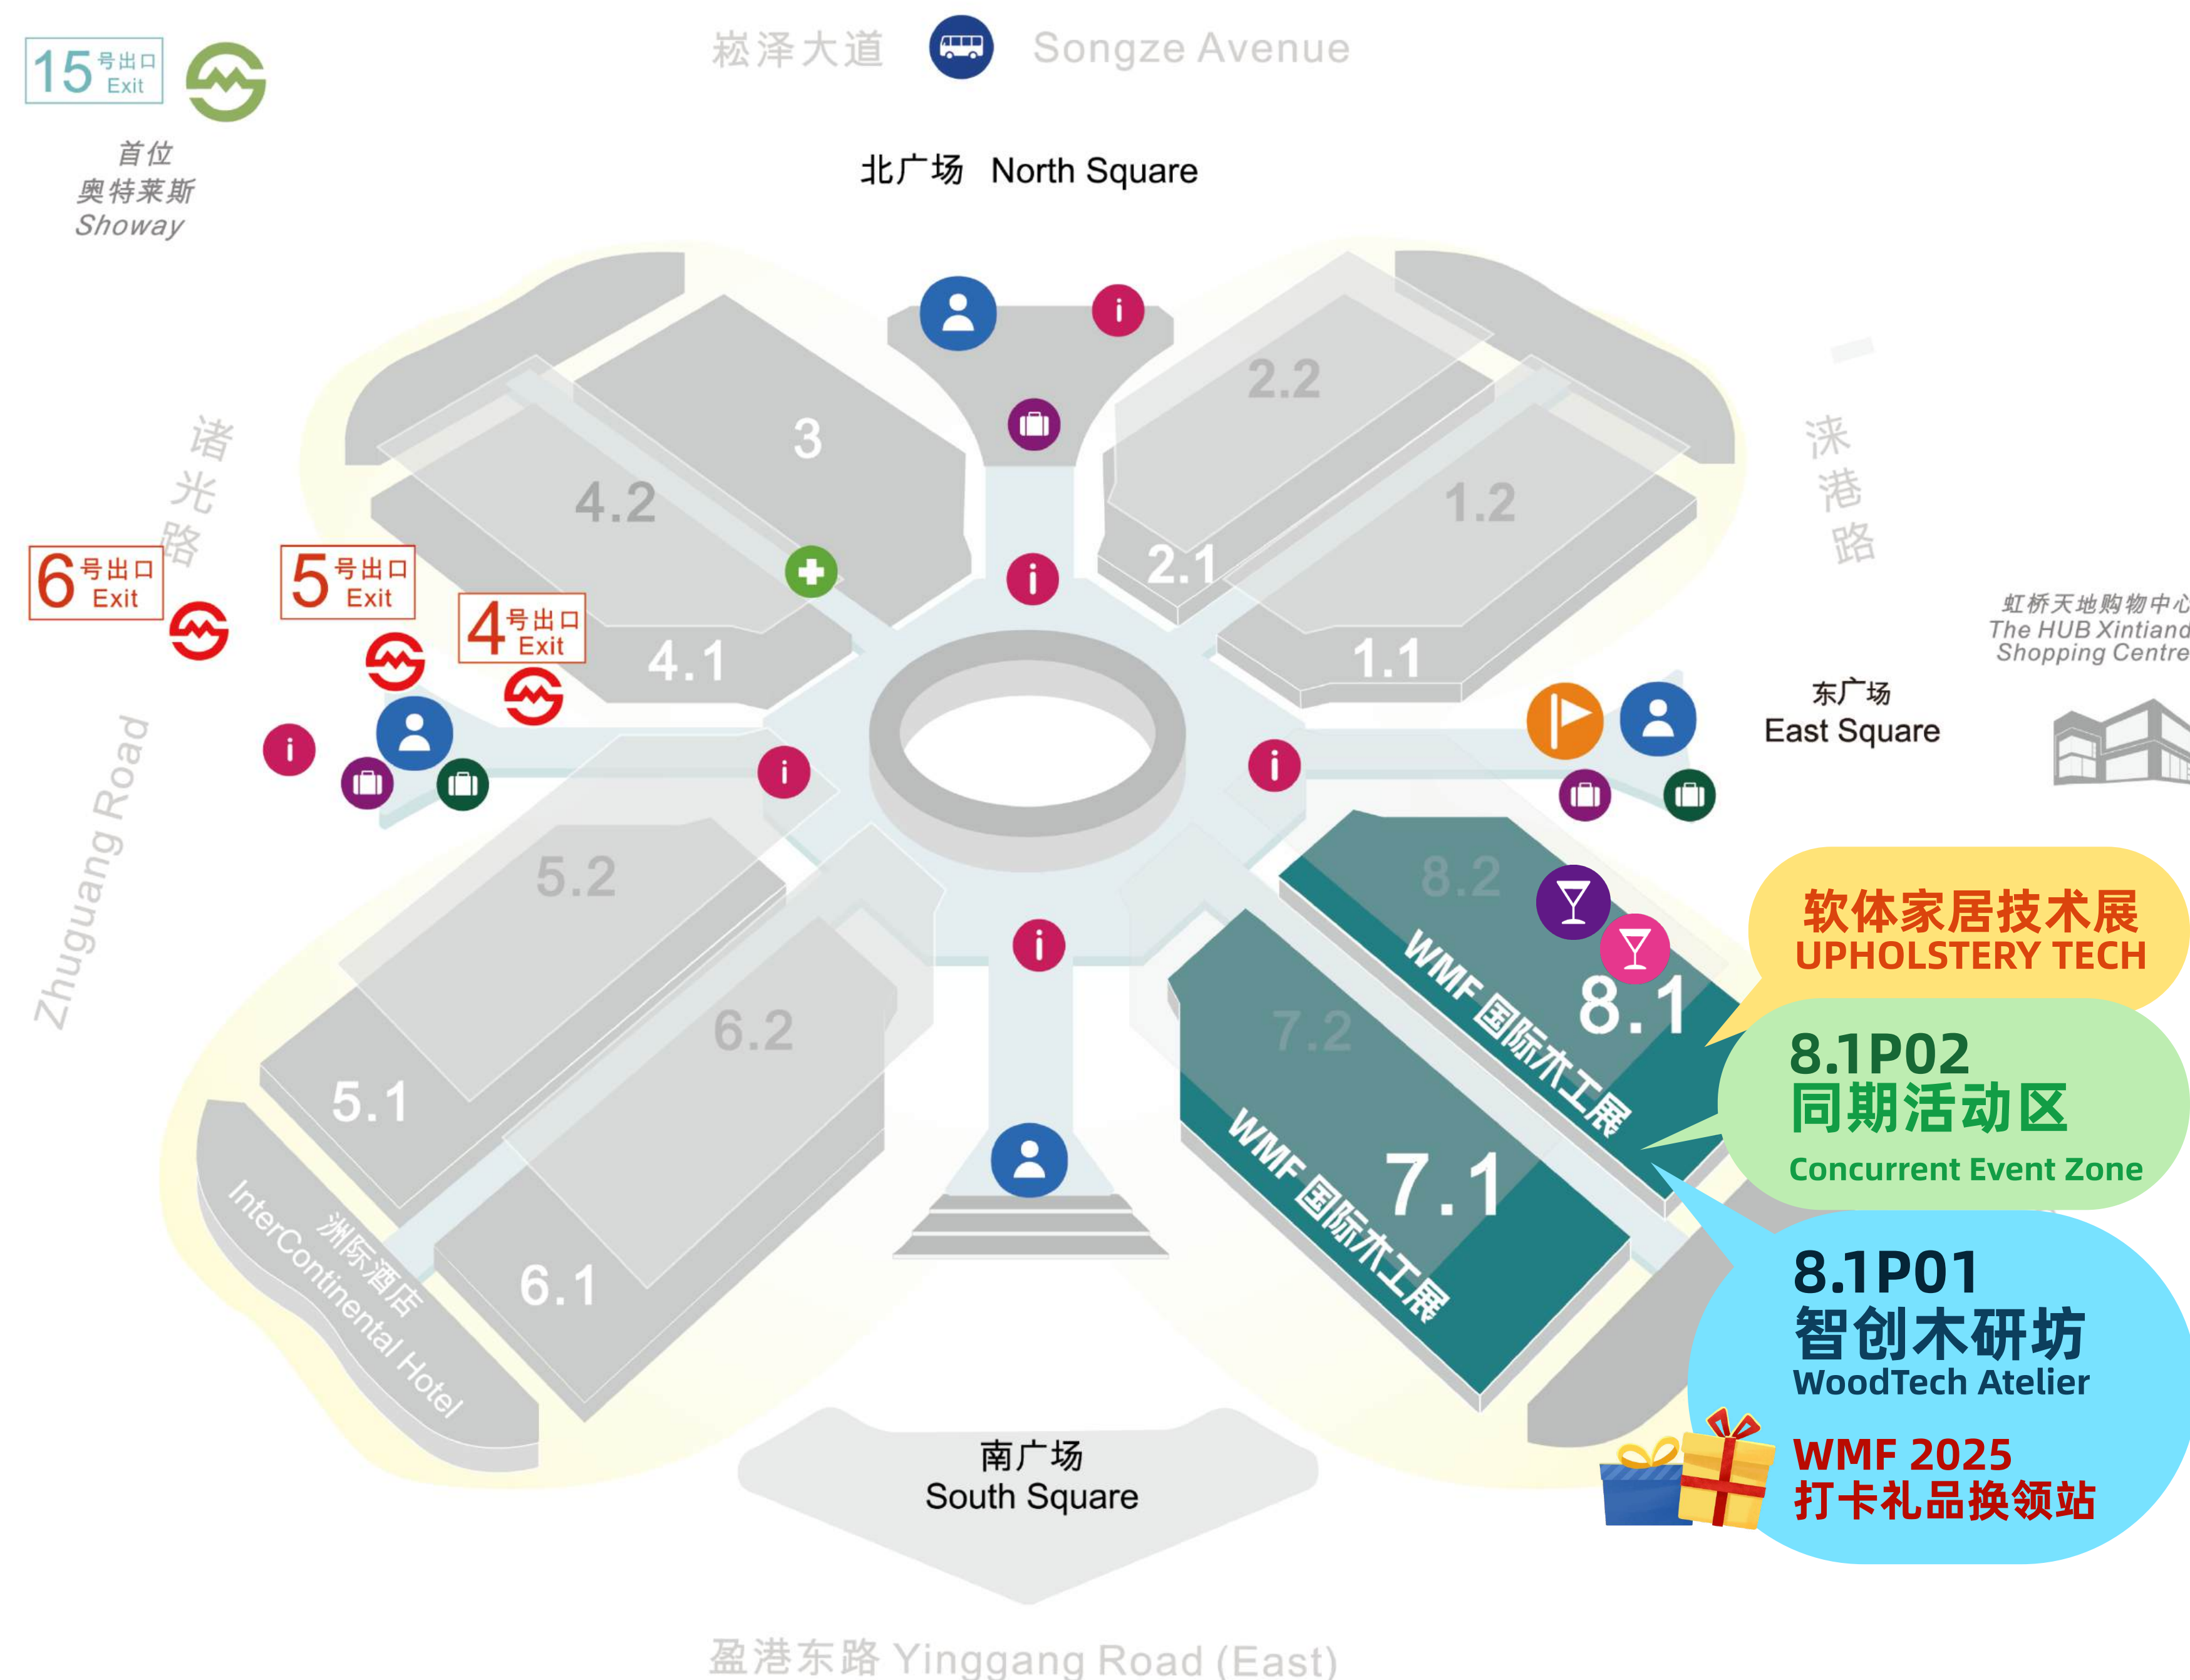 崧泽大道 Songze Avenue
15 号出口 Exit
首位
奥特莱斯
Showay
北广场 North Square
诸光路
Zhuguang Road
涞港路
6 号出口 Exit
5 号出口 Exit
4 号出口 Exit
3
4.2
4.1
2.2
2.1
1.2
1.1
虹桥天地购物中心
The HUB Xintiand
Shopping Centre
东广场
East Square
5.2
5.1
6.2
6.1
洲际酒店
InterContinental Hotel
8.2
8.1
WMF 国际木工展
7.2
7.1
WMF 国际木工展
软体家居技术展
UPHOLSTERY TECH
8.1P02
同期活动区
Concurrent Event Zone
8.1P01
智创木研坊
WoodTech Atelier
WMF 2025
打卡礼品换领站
南广场
South Square
盈港东路 Yinggang Road (East)